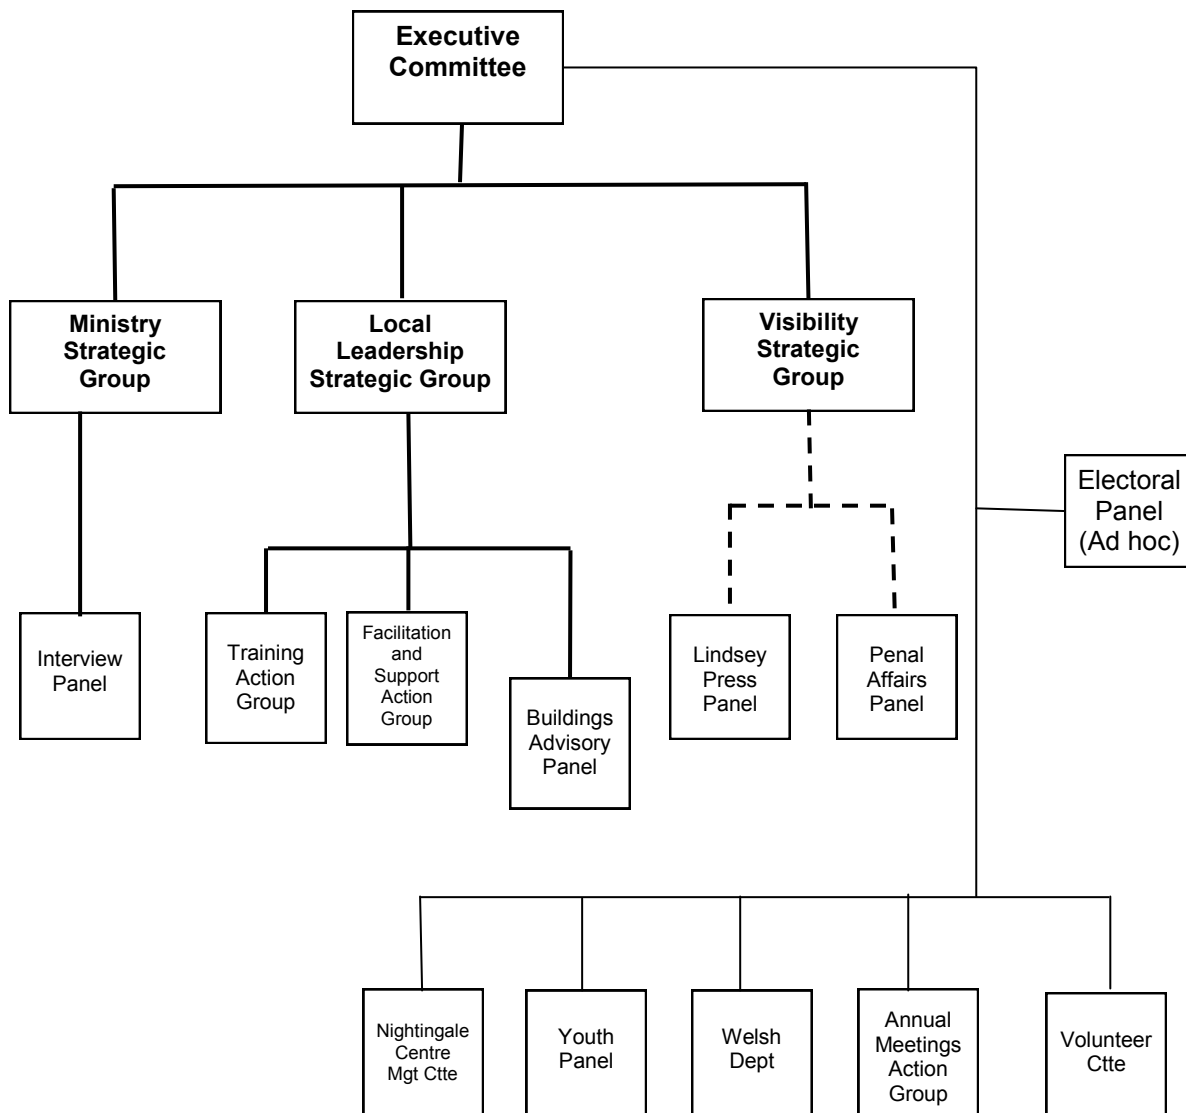 Executive
Committee
Ministry
Strategic
Group
Local
Leadership
Strategic Group
Visibility
Strategic
Group
Electoral
Panel
(Ad hoc)
Interview
Panel
Training
Action
Group
Facilitation
and
Support
Action
Group
Buildings
Advisory
Panel
Lindsey
Press
Panel
Penal
Affairs
Panel
Nightingale
Centre
Mgt Ctte
Youth
Panel
Welsh
Dept
Annual
Meetings
Action
Group
Volunteer
Ctte